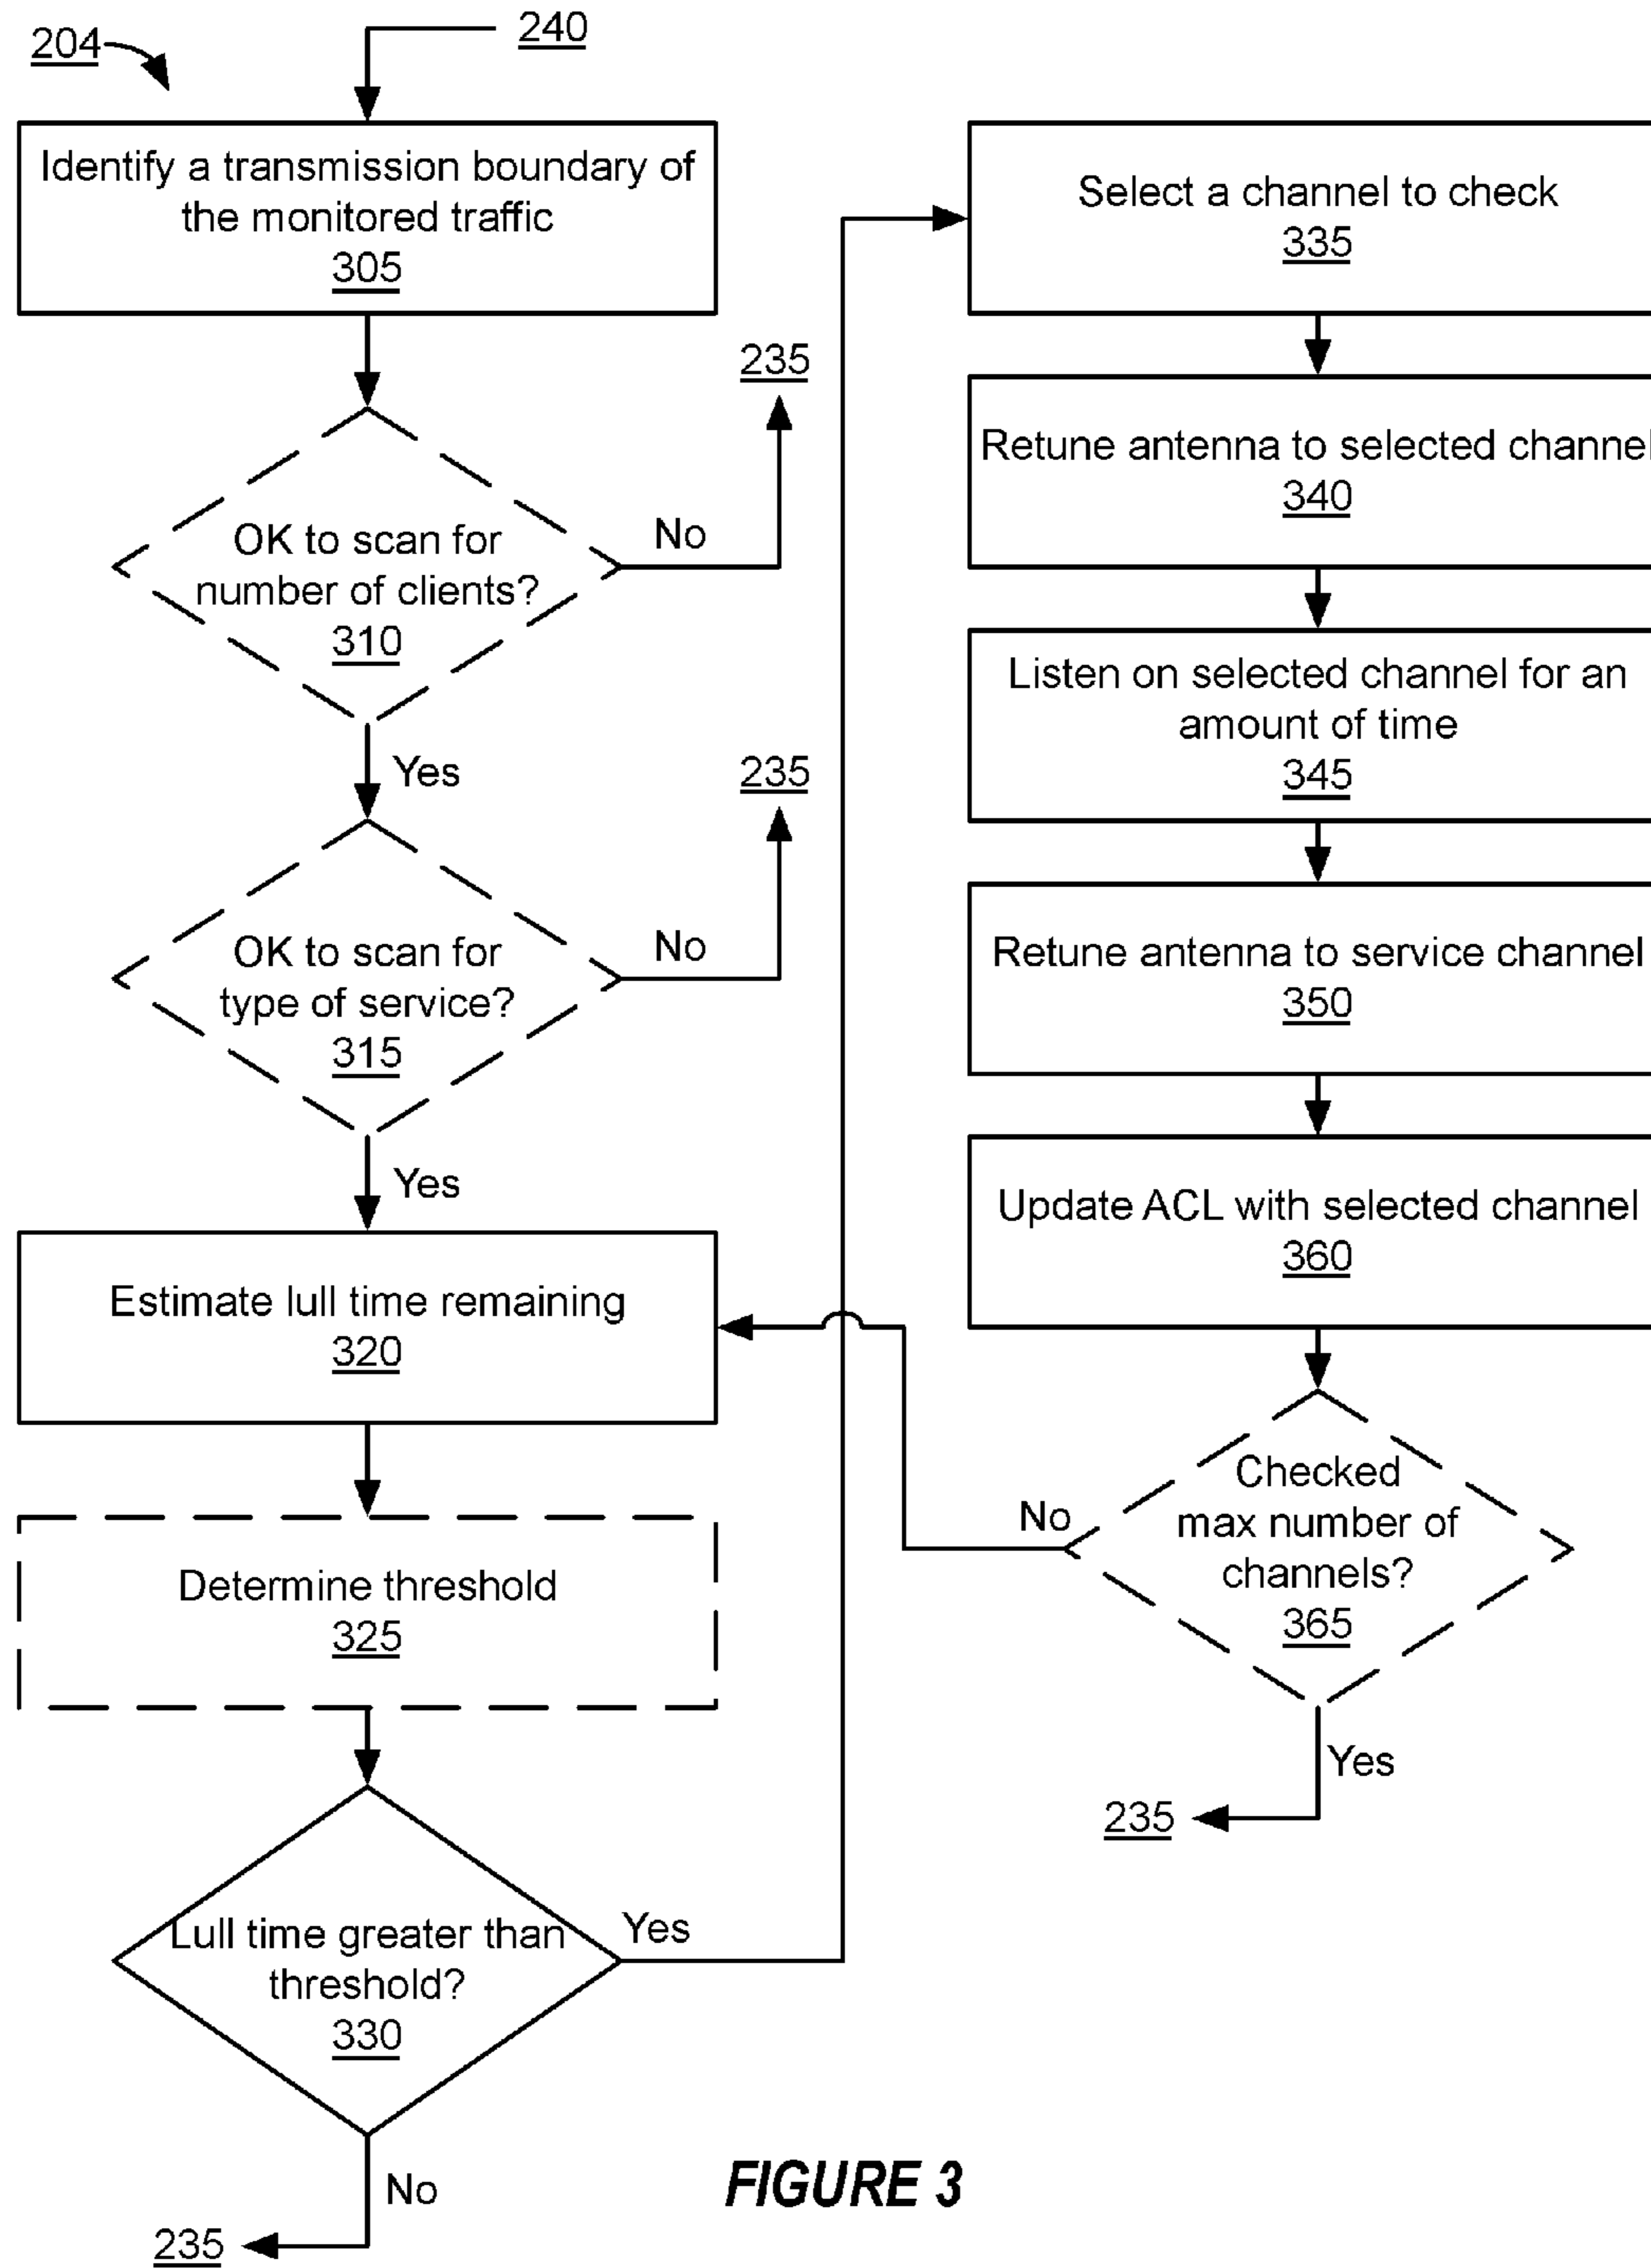 204
240
Identify a transmission boundary of
the monitored traffic
305
235
OK to scan for
number of clients?
310
No
Yes
235
OK to scan for
type of service?
315
No
Yes
Estimate lull time remaining
320
Determine threshold
325
Lull time greater than
threshold?
330
Yes
No
235
Select a channel to check
335
Retune antenna to selected channel
340
Listen on selected channel for an
amount of time
345
Retune antenna to service channel
350
Update ACL with selected channel
360
Checked
max number of
channels?
365
No
Yes
235
FIGURE 3